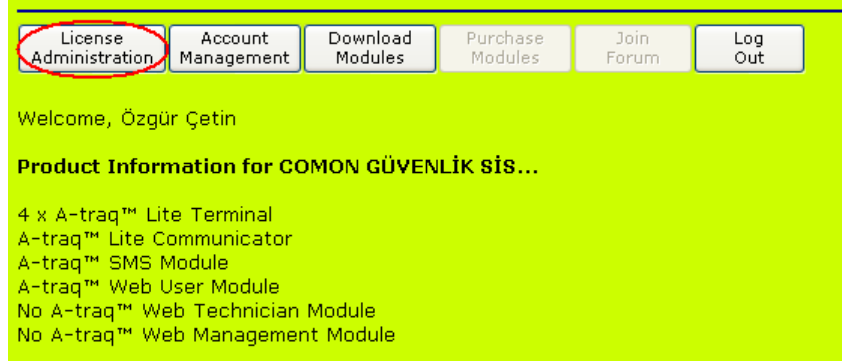 License Administration
Account Management
Download Modules
Purchase Modules
Join Forum
Log Out
Welcome, Özgür Çetin
Product Information for COMON GÜVENLİK SİS...
4 x A-traq™ Lite Terminal
A-traq™ Lite Communicator
A-traq™ SMS Module
A-traq™ Web User Module
No A-traq™ Web Technician Module
No A-traq™ Web Management Module